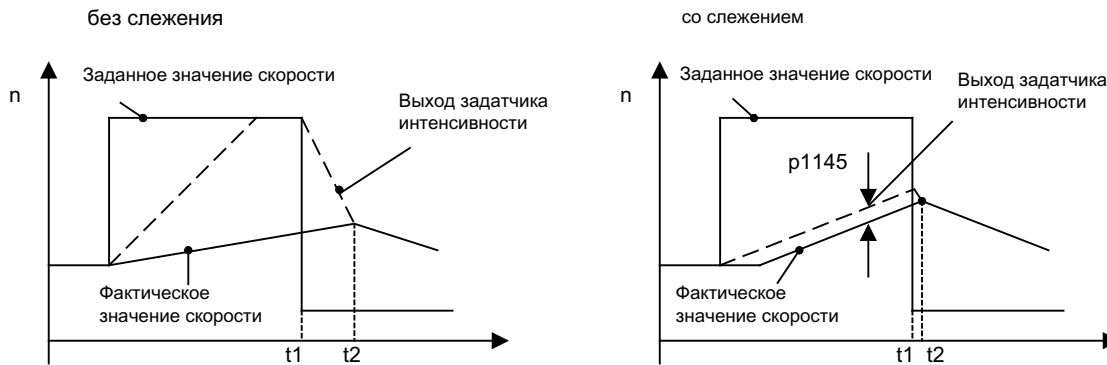 без слежения
n
Заданное значение скорости
Выход задатчика
интенсивности
Фактическое
значение скорости
t1
t2
со слежением
n
Заданное значение скорости
Выход задатчика
интенсивности
p1145
Фактическое
значение скорости
t1
t2